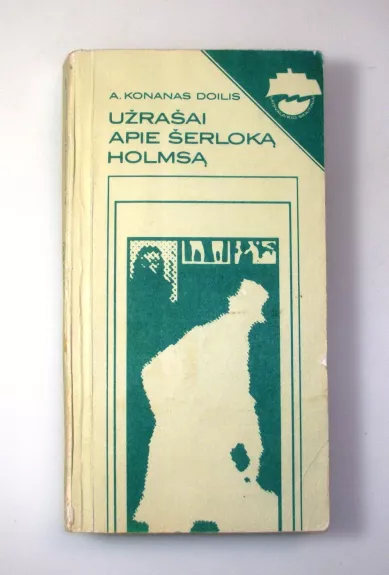 A. KONANAS DOILIS
UŽRAŠAI
APIE ŠERLOKĄ
HOLMSĄ